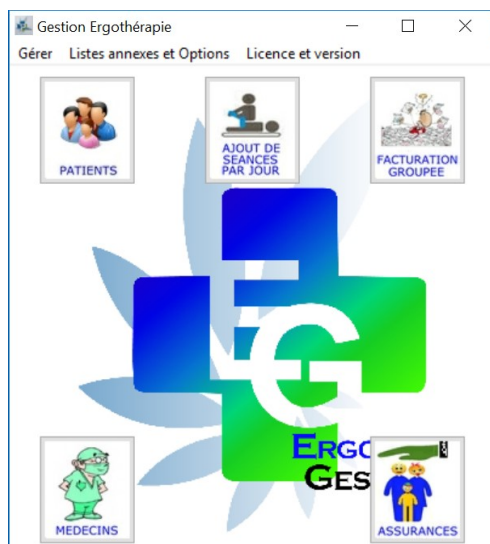 Gestion Ergothérapie
Gérer Listes annexes et Options Licence et version
PATIENTS
AJOUT DE
SEANCES
PAR JOUR
FACTURATION
GROUPEE
EG
ERGO
GES
MEDECINS
ASSURANCES